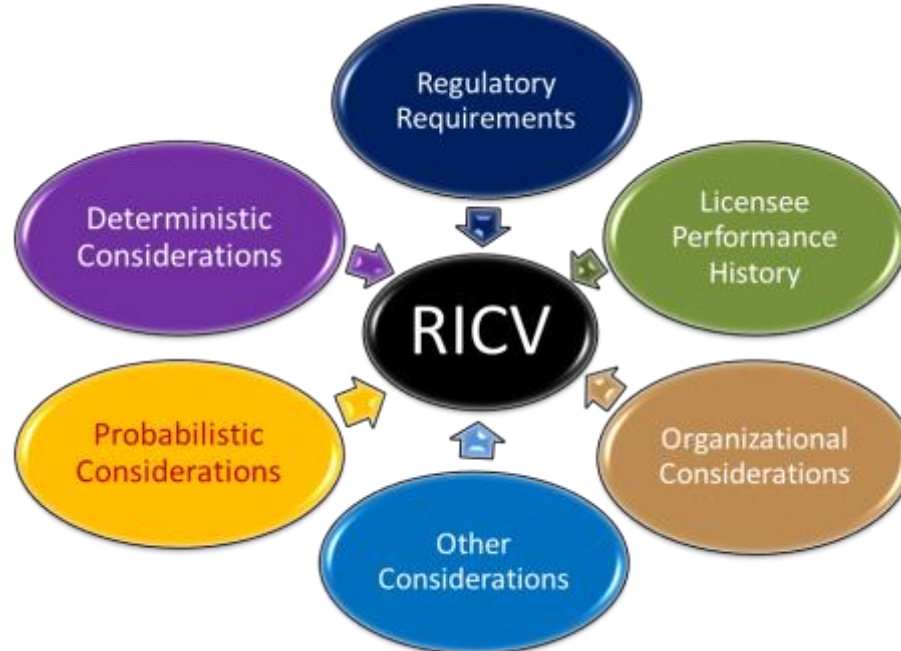 Regulatory
Requirements
Deterministic
Considerations
Licensee
Performance
History
RICV
Probabilistic
Considerations
Organizational
Considerations
Other
Considerations